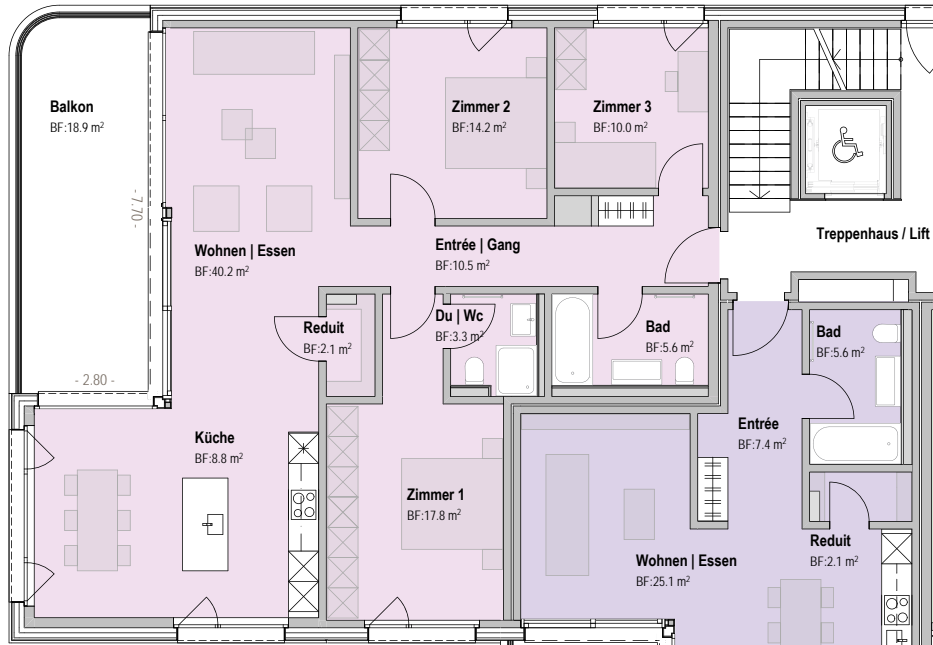 Balkon
BF:18.9 m²
- 7.70 -
- 2.80 -
Wohnen | Essen
BF:40.2 m²
Zimmer 2
BF:14.2 m²
Zimmer 3
BF:10.0 m²
Entrée | Gang
BF:10.5 m²
Treppenhaus / Lift
Reduit
BF:2.1 m²
Du | Wc
BF:3.3 m²
Bad
BF:5.6 m²
Bad
BF:5.6 m²
Küche
BF:8.8 m²
Zimmer 1
BF:17.8 m²
Entrée
BF:7.4 m²
Wohnen | Essen
BF:25.1 m²
Reduit
BF:2.1 m²